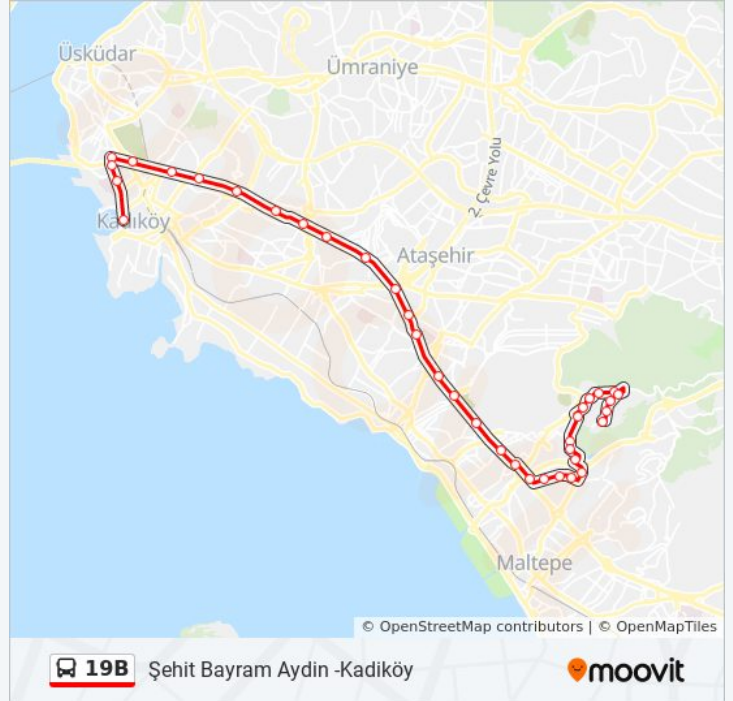 Üsküdar
Ümraniye
2. Çevre Yolu
Kadıköy
Ataşehir
Maltepe
© OpenStreetMap contributors | © OpenMapTiles
19B Şehit Bayram Aydin -Kadiköy moovit